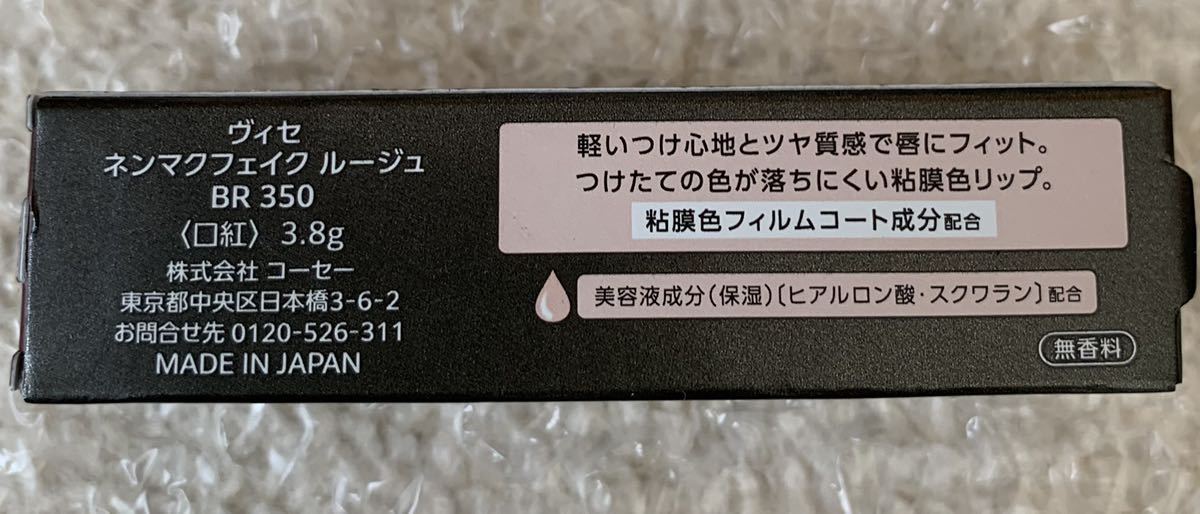 ヴィセ
ネンマクフェイク ルージュ
BR 350
〈口紅〉 3.8g
株式会社 コーセー
東京都中央区日本橋3-6-2
お問合せ先 0120-526-311
MADE IN JAPAN
軽いつけ心地とツヤ質感で唇にフィット。
つけたての色が落ちにくい粘膜色リップ。
粘膜色フィルムコート成分配合
美容液成分(保湿)〔ヒアルロン酸・スクワラン〕配合
無香料